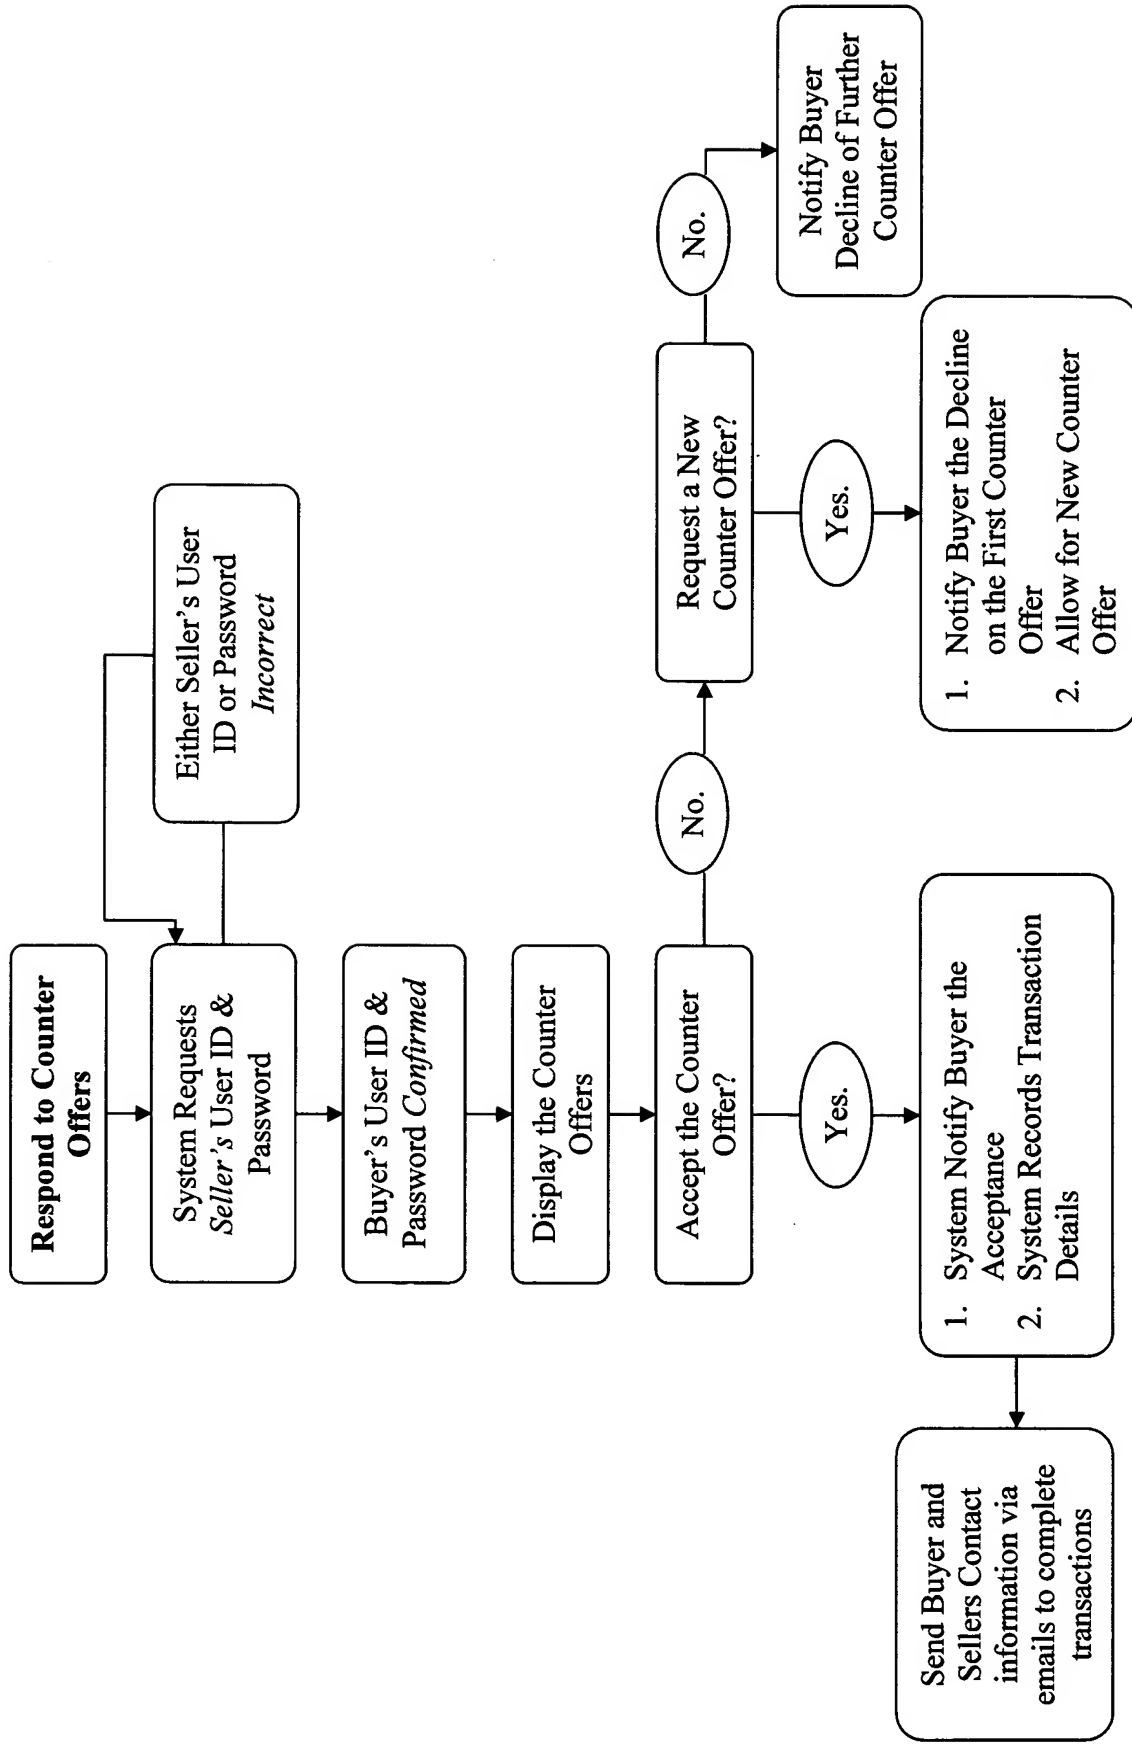 Respond to Counter
Offers
System Requests
Seller's User ID &
Password
Either Seller's User
ID or Password
Incorrect
Buyer's User ID &
Password Confirmed
Display the Counter
Offers
Accept the Counter
Offer?
No.
Request a New
Counter Offer?
No.
Notify Buyer
Decline of Further
Counter Offer
Yes.
1. System Notify Buyer the
Acceptance
2. System Records Transaction
Details
Send Buyer and
Sellers Contact
information via
emails to complete
transactions
Yes.
1. Notify Buyer the Decline
on the First Counter
Offer
2. Allow for New Counter
Offer